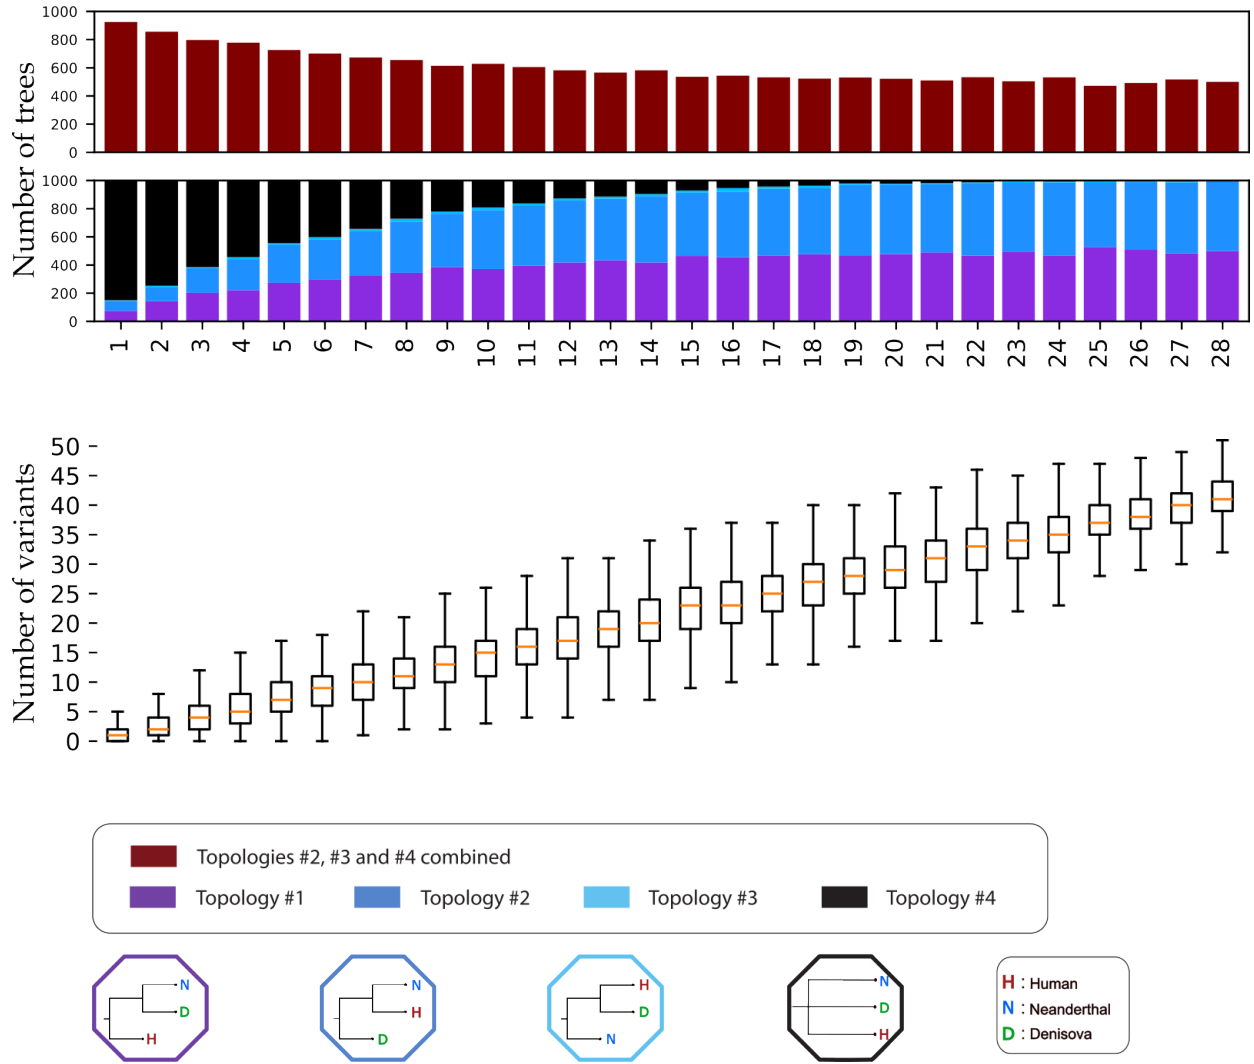 1000
800
600
400
200
0
Number of trees
1000
800
600
400
200
0
1 2 3 4 5 6 7 8 9 10 11 12 13 14 15 16 17 18 19 20 21 22 23 24 25 26 27 28
Number of variants
50
45
40
35
30
25
20
15
10
5
0
Topologies #2, #3 and #4 combined
Topology #1 Topology #2 Topology #3 Topology #4
N
D
H
N
H
D
H
D
N
N
D
H
H : Human
N : Neanderthal
D : Denisova